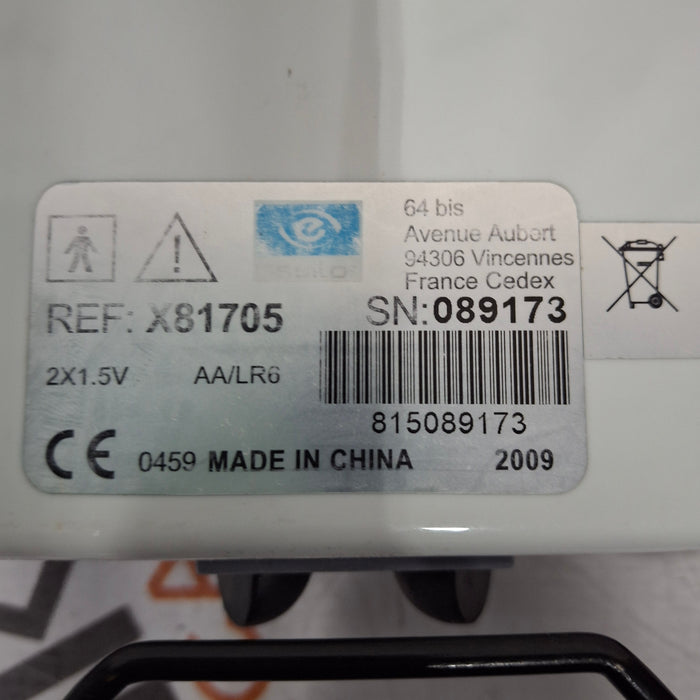 64 bis
Avenue Aubert
94306 Vincennes
France Cedex
REF: X81705
SN:089173
2X1.5V AA/LR6
815089173
CE 0459 MADE IN CHINA 2009